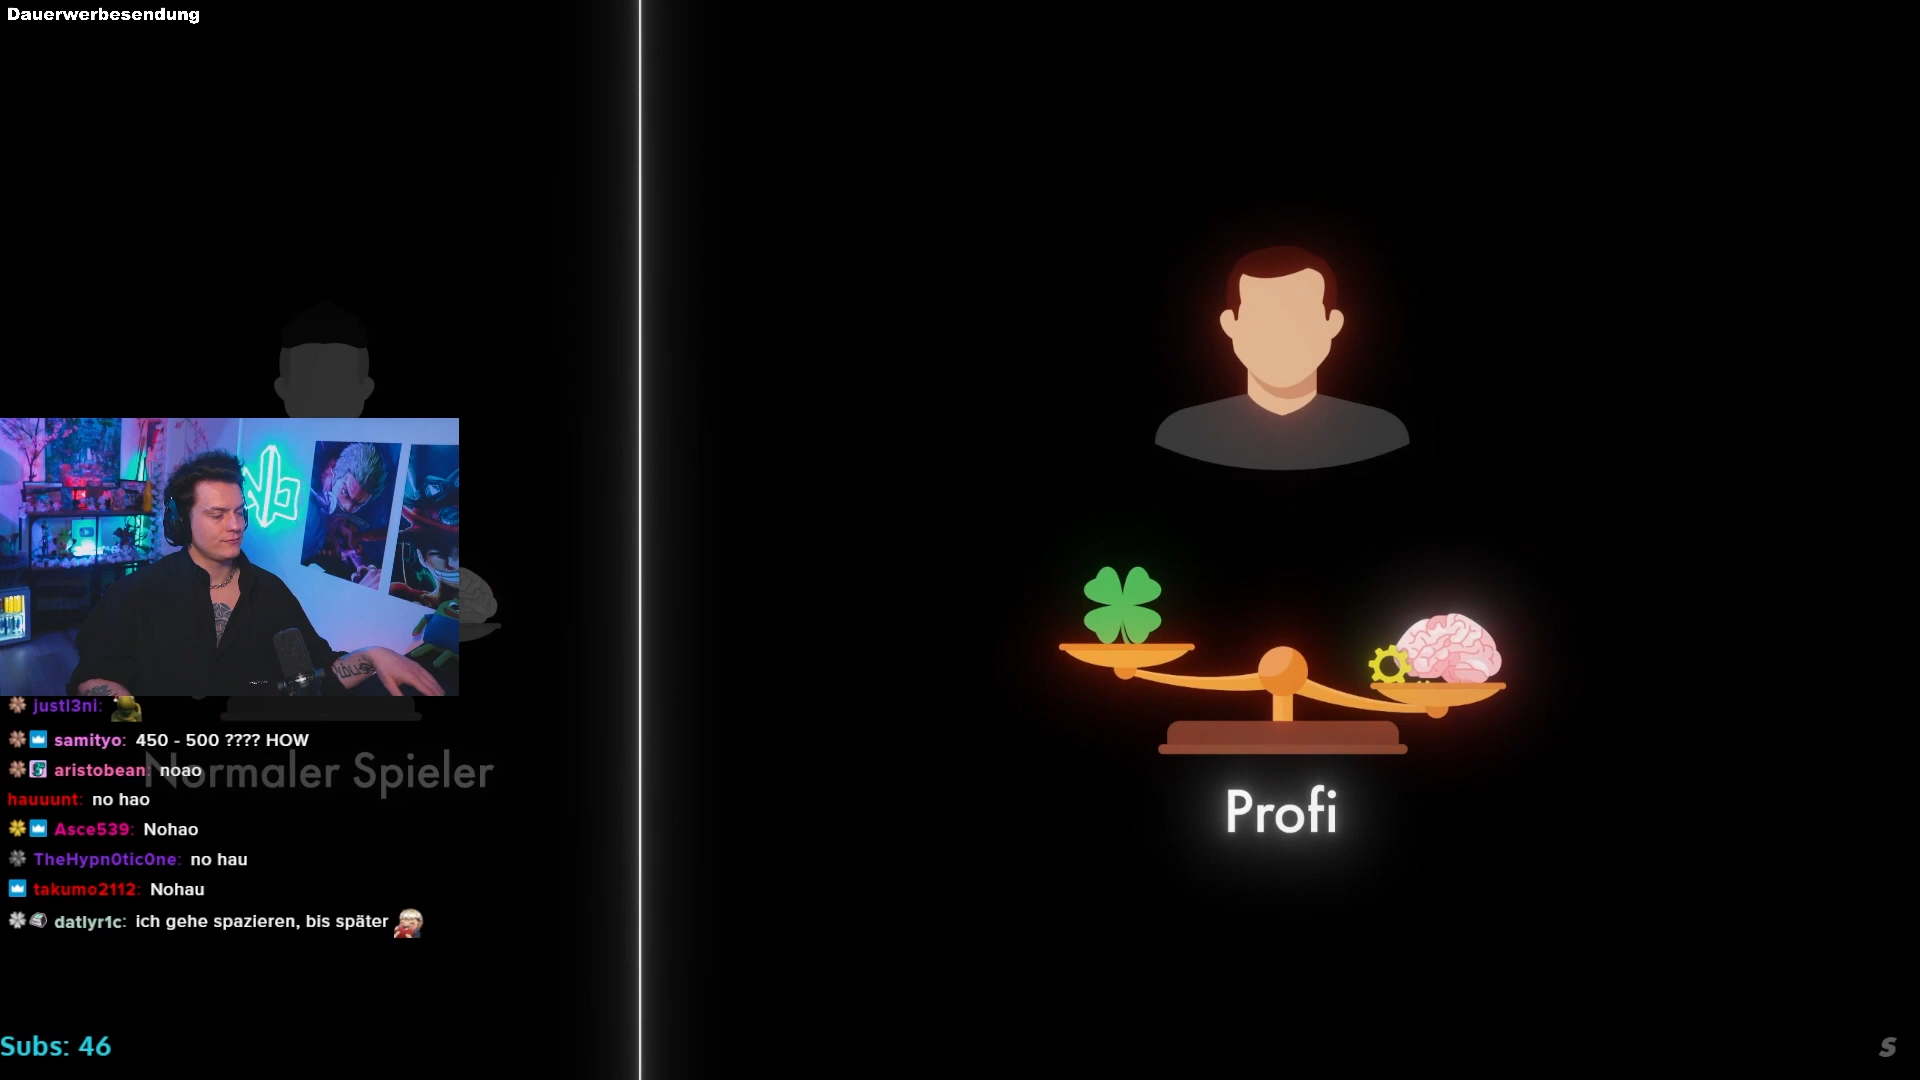 Dauerwerbesendung
justl3ni:
samityo: 450 - 500 ???? HOW
aristobean: noao
hauuunt: no hao
Asce539: Nohao
TheHypn0tic0ne: no hau
takumo2112: Nohau
datlyr1c: ich gehe spazieren, bis später
Normaler Spieler
Profi
Subs: 46
S